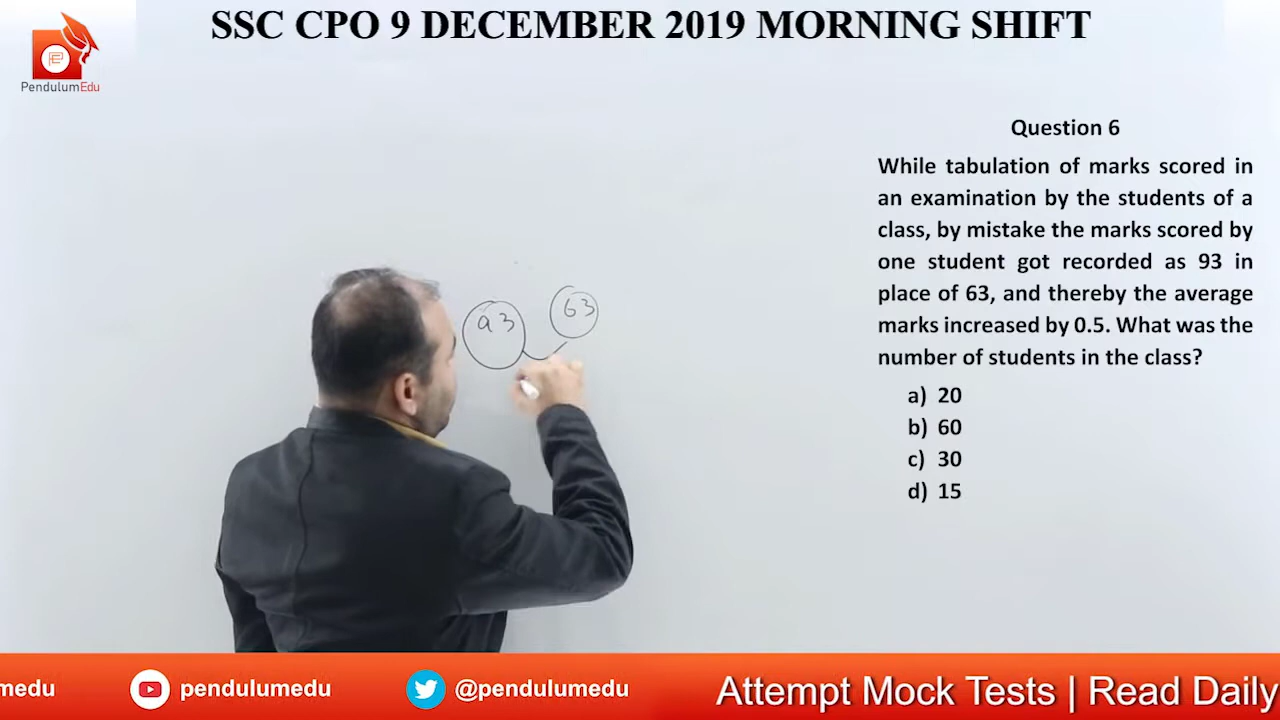 SSC CPO 9 DECEMBER 2019 MORNING SHIFT
PendulumEdu
Question 6
While tabulation of marks scored in
an examination by the students of a
class, by mistake the marks scored by
one student got recorded as 93 in
place of 63, and thereby the average
marks increased by 0.5. What was the
number of students in the class?
a) 20
b) 60
c) 30
d) 15
93
63
medu
pendulumedu
@pendulumedu
Attempt Mock Tests | Read Daily